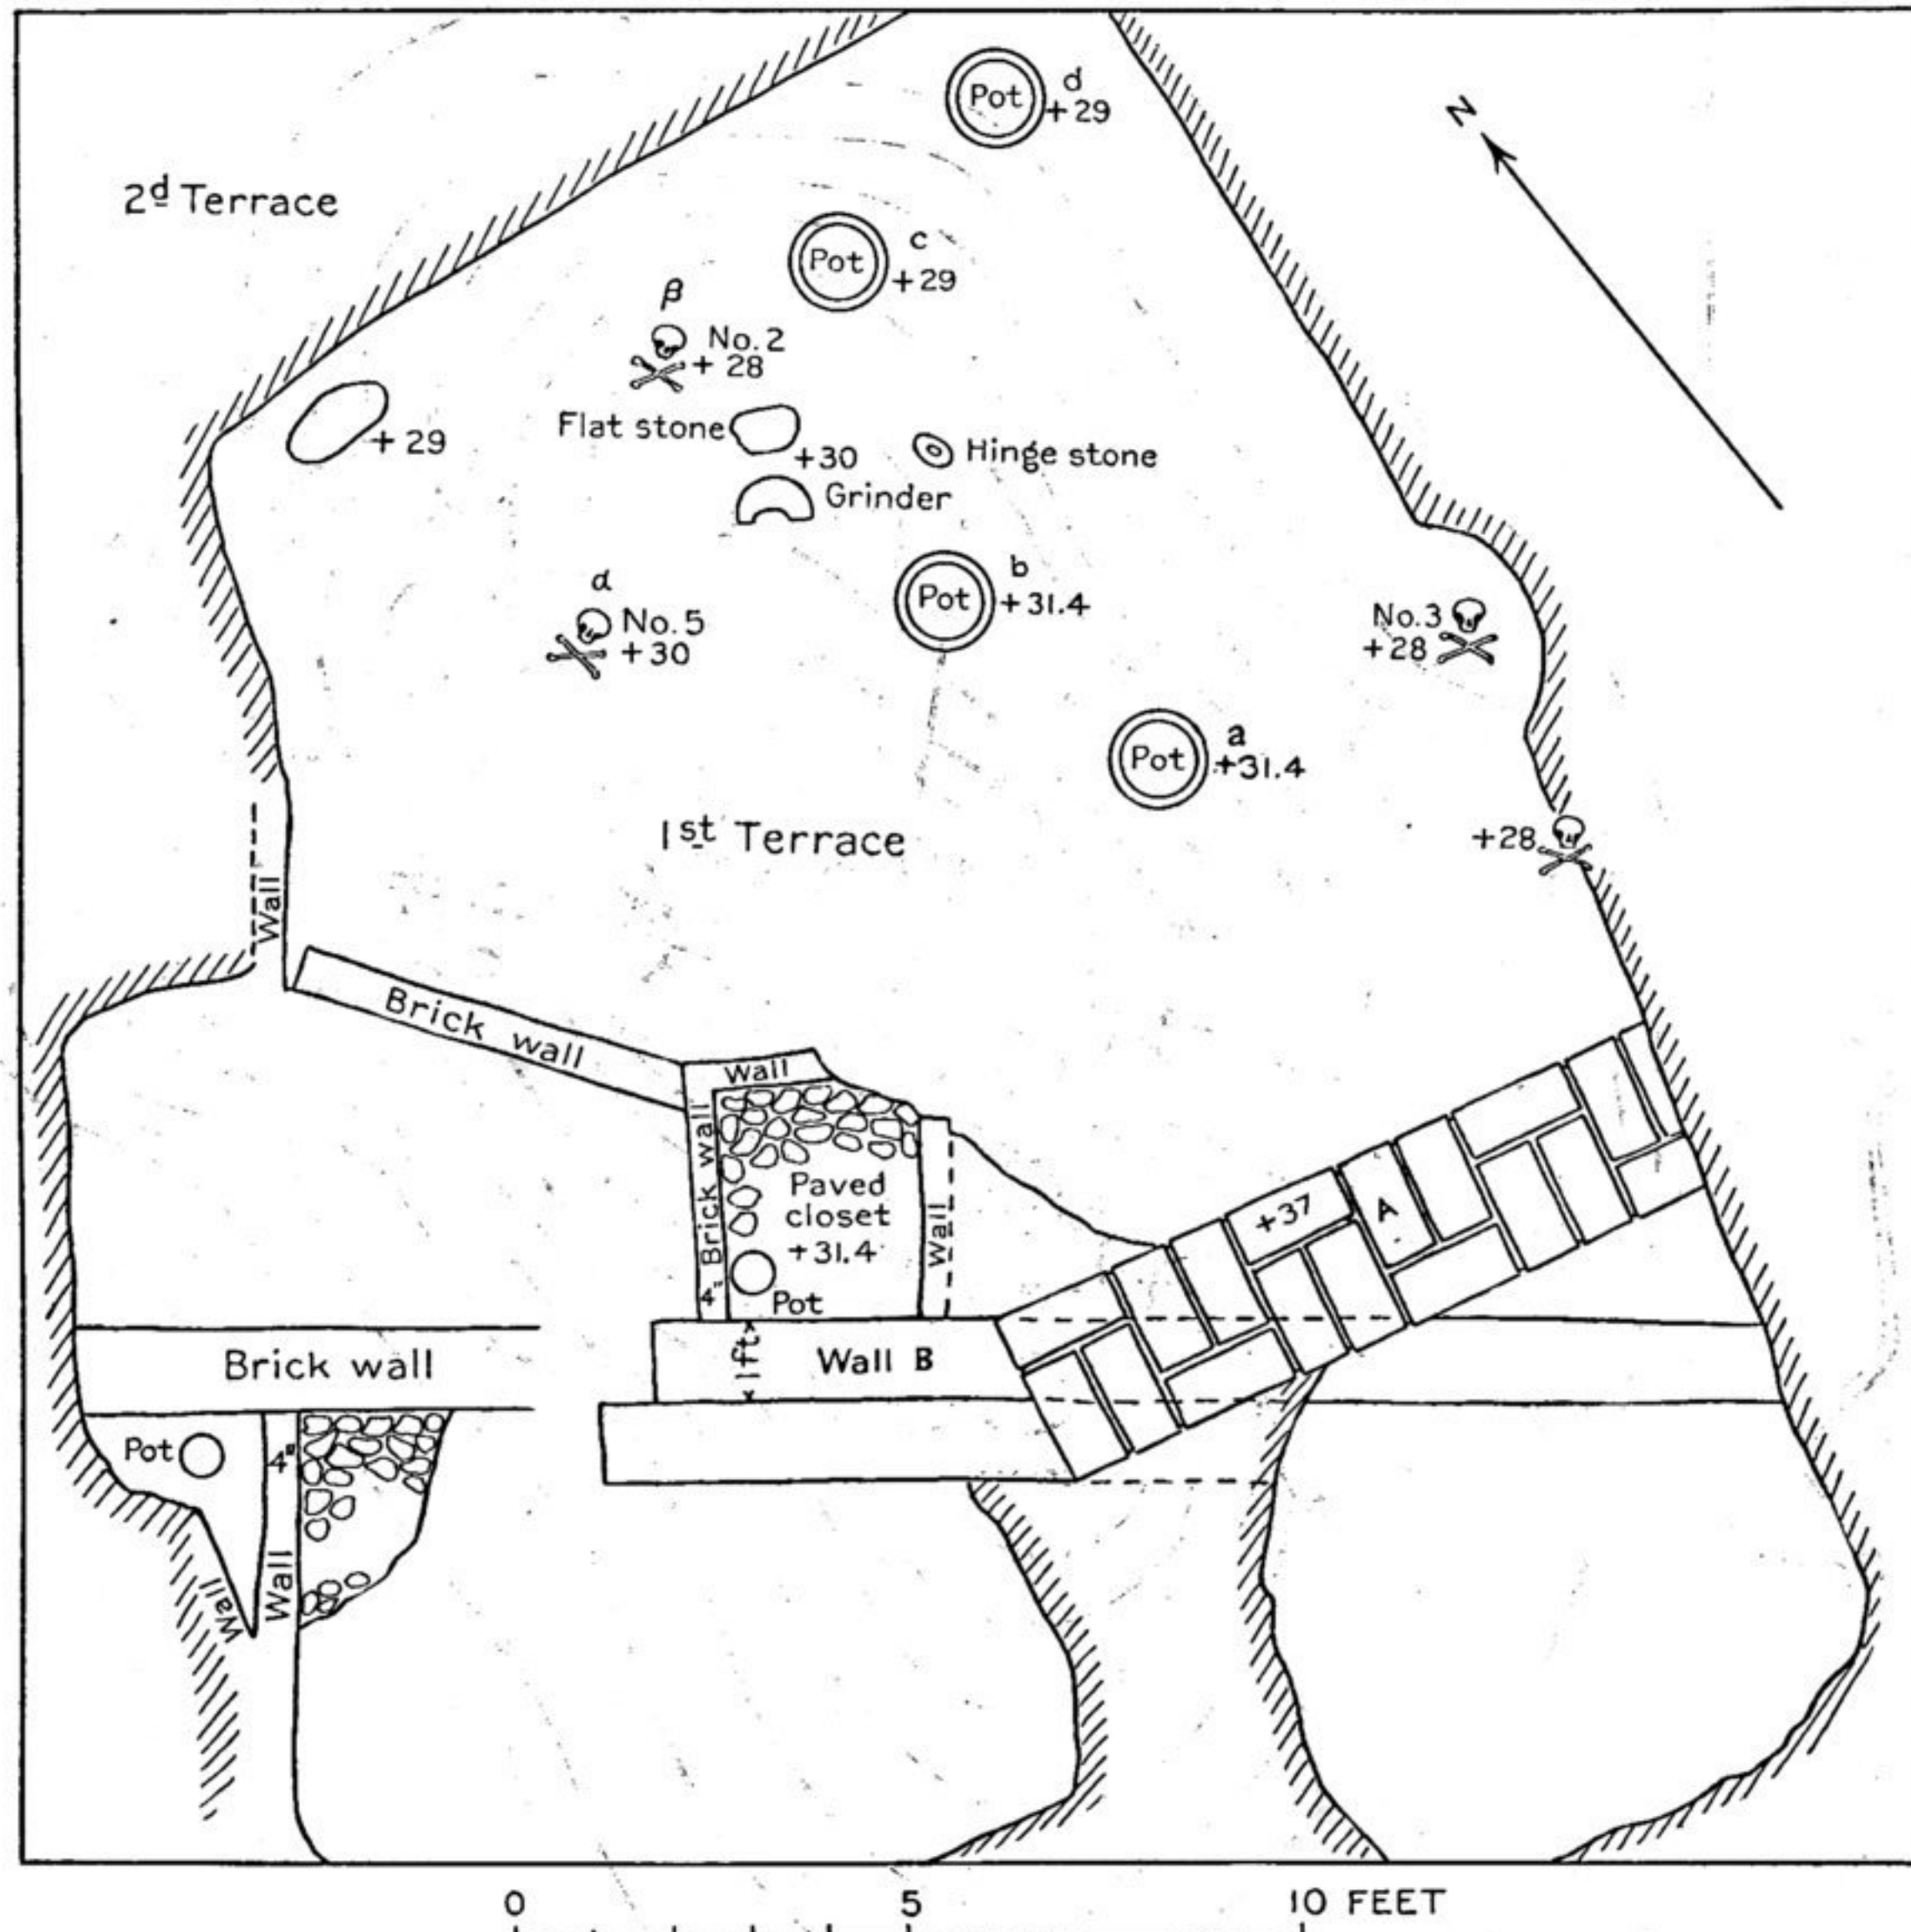 Pot
d
+29
N
2d Terrace
Pot
c
+29
β
No. 2
+ 28
+ 29
Flat stone
+30
Hinge stone
Grinder
α
No. 5
+30
Pot
b
+31.4
No. 3
+28
Pot
a
+31.4
1st Terrace
+28
Wall
Brick wall
Wall
4" Brick wall
Paved
closet
+31.4
Pot
Wall
+37
A
Brick wall
1ft
Wall B
Pot
4"
Wall
Wall
0 5 10 FEET